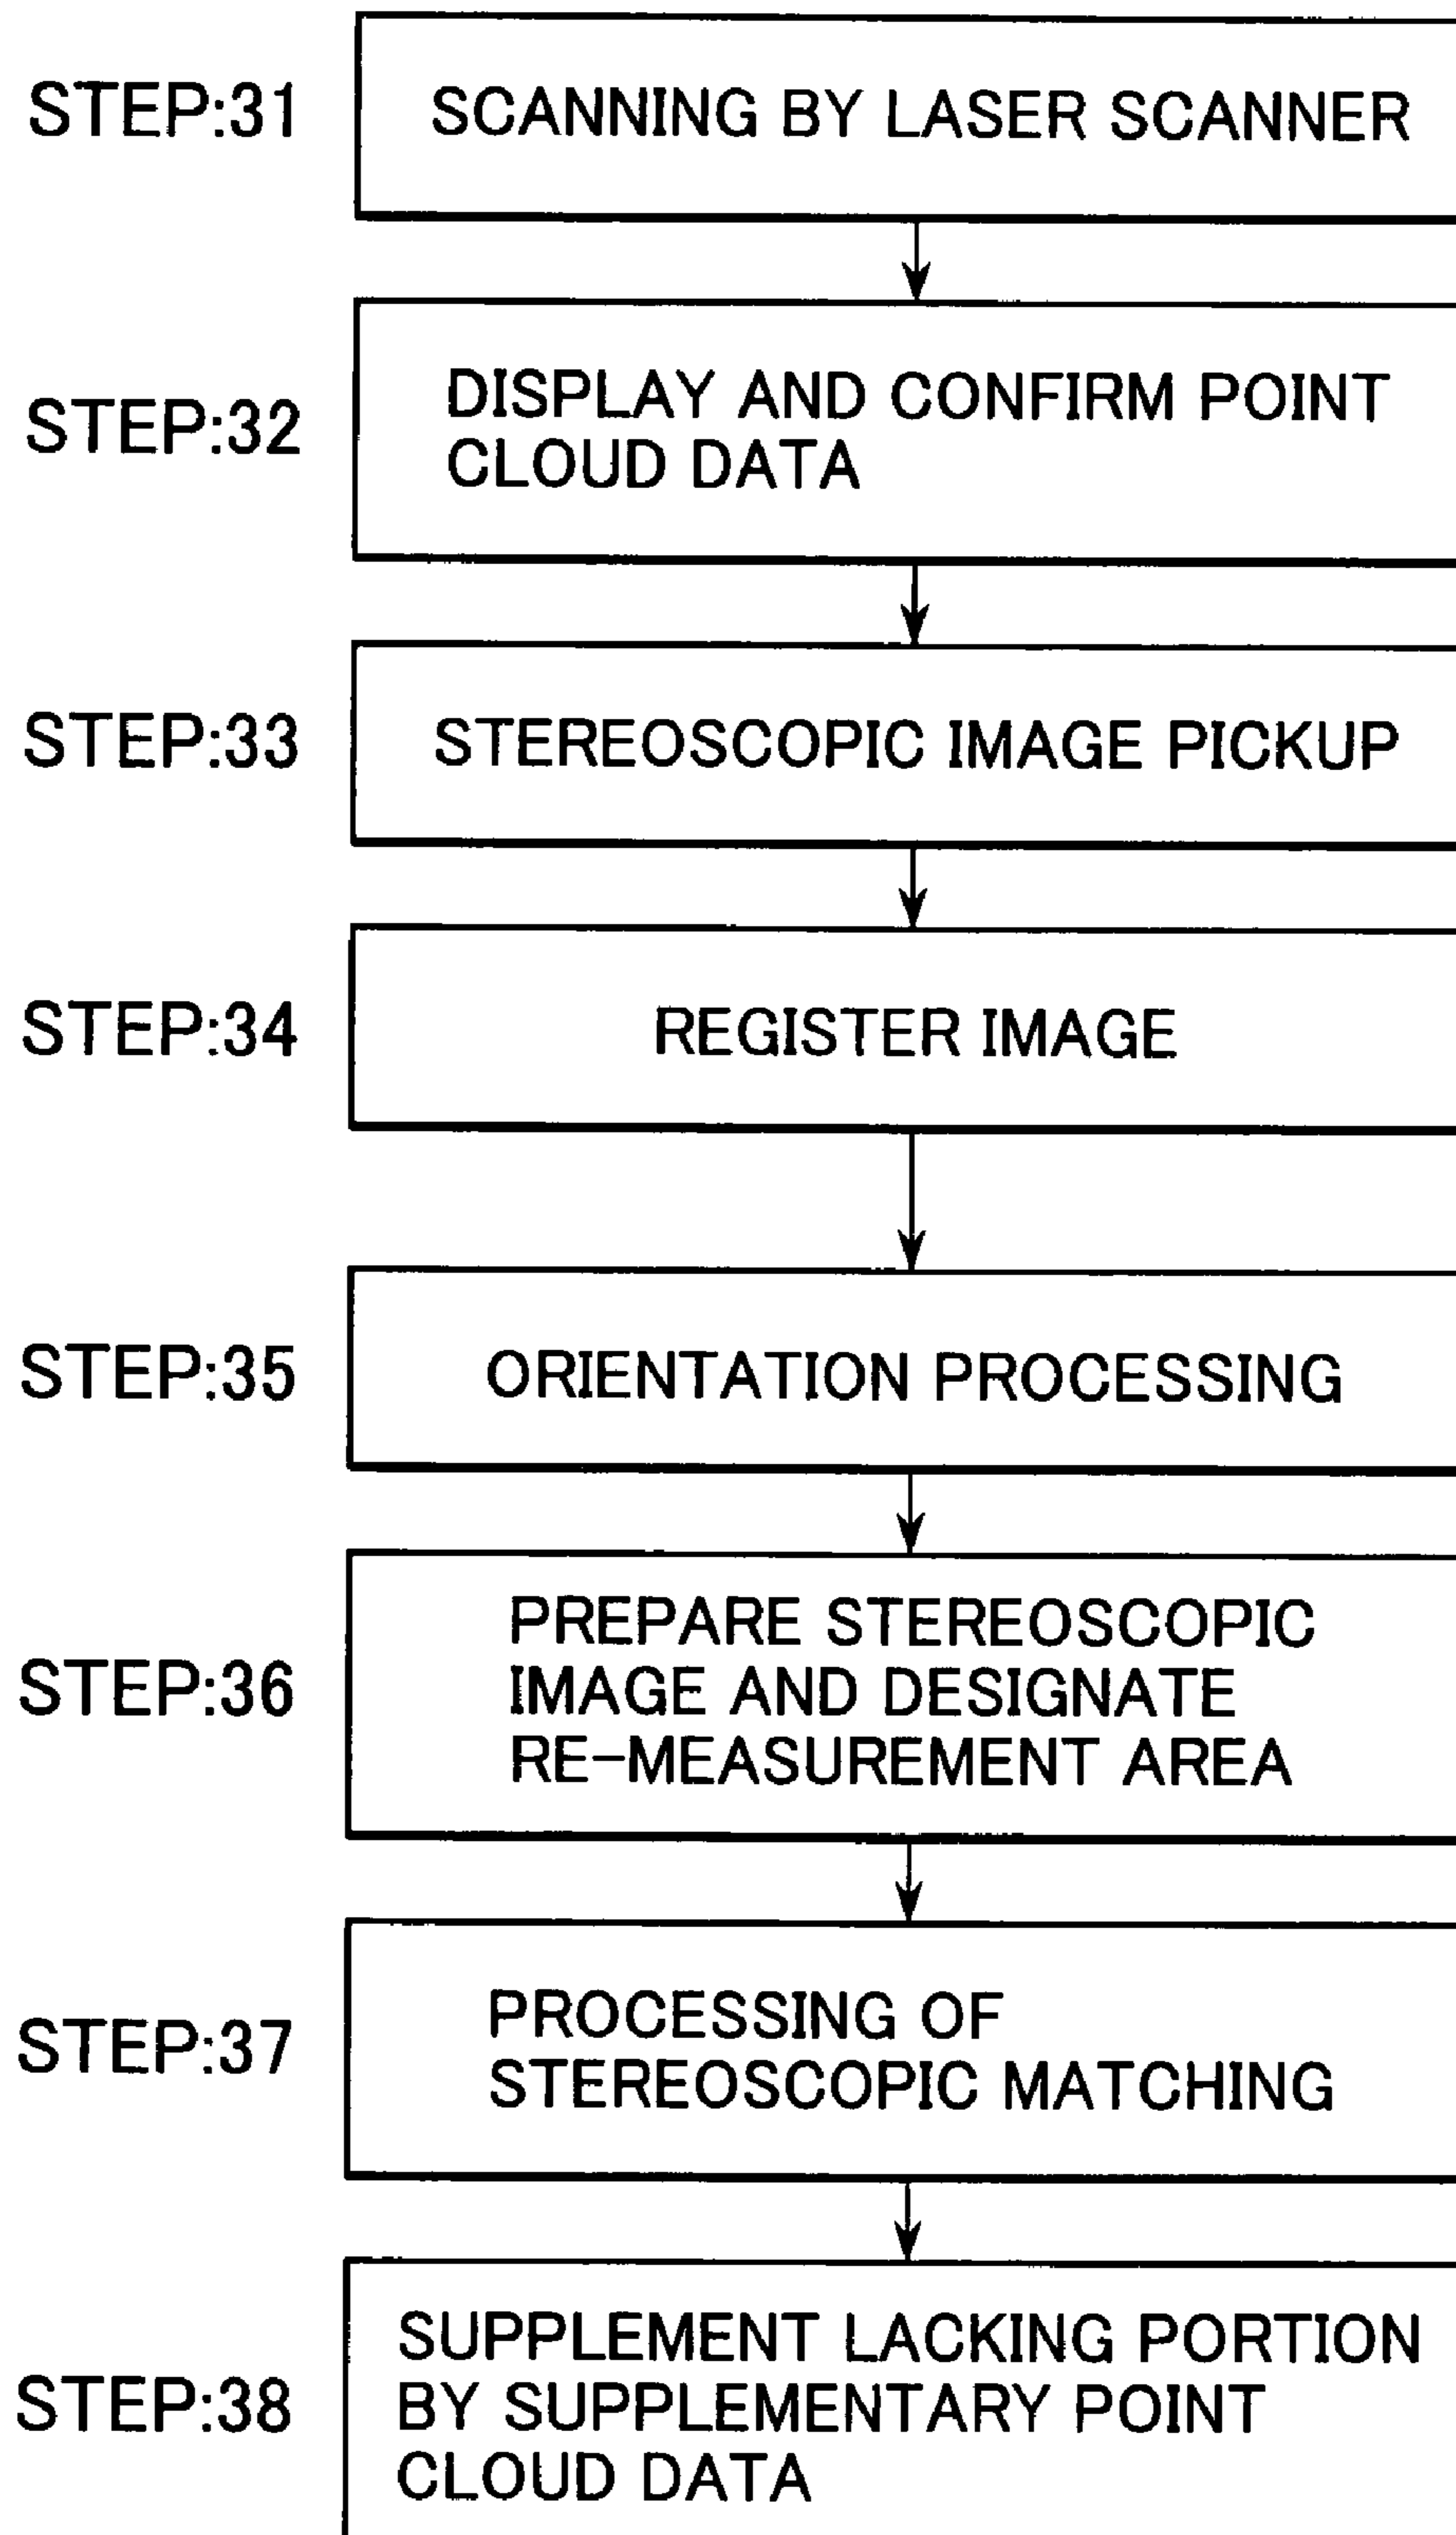 STEP:31
SCANNING BY LASER SCANNER
STEP:32
DISPLAY AND CONFIRM POINT
CLOUD DATA
STEP:33
STEREOSCOPIC IMAGE PICKUP
STEP:34
REGISTER IMAGE
STEP:35
ORIENTATION PROCESSING
STEP:36
PREPARE STEREOSCOPIC
IMAGE AND DESIGNATE
RE-MEASUREMENT AREA
STEP:37
PROCESSING OF
STEREOSCOPIC MATCHING
STEP:38
SUPPLEMENT LACKING PORTION
BY SUPPLEMENTARY POINT
CLOUD DATA